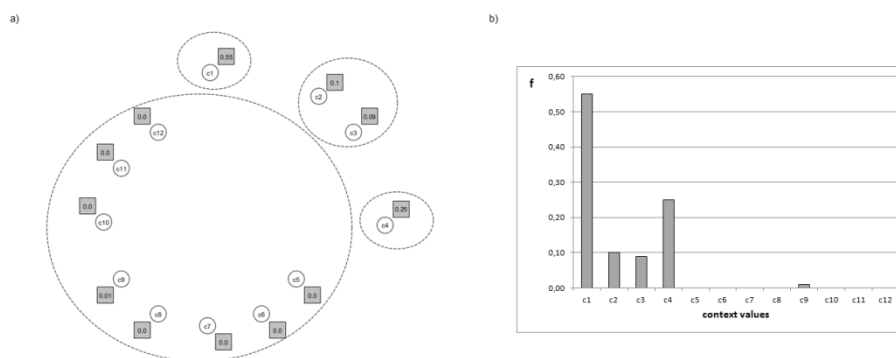 a)
b)
0.55
c1
0.1
c2
0.09
c3
0.0
c12
0.0
c11
0.0
c10
0.25
c4
c9
0.01
c8
0.0
c7
0.0
c6
0.0
c5
0.0
f
0,60
0,50
0,40
0,30
0,20
0,10
0,00
c1 c2 c3 c4 c5 c6 c7 c8 c9 c10 c11 c12
context values